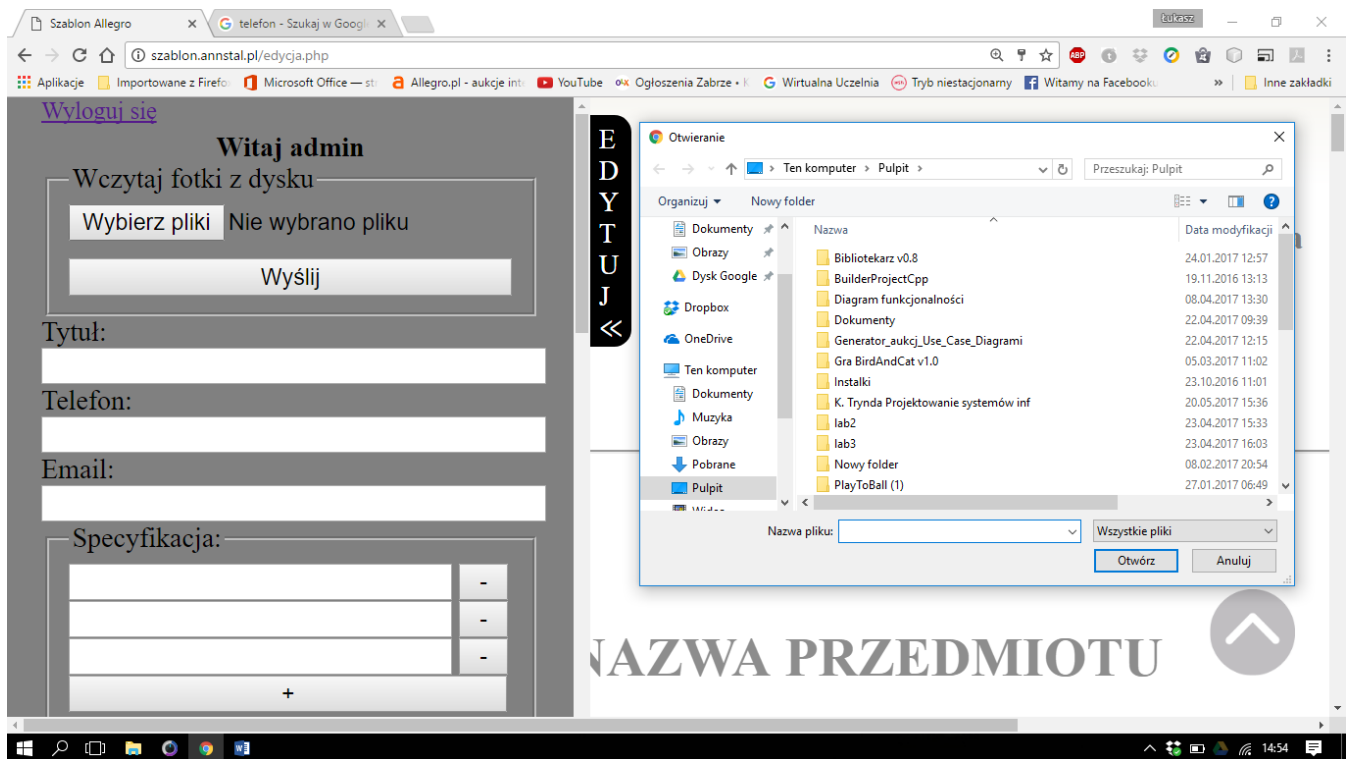 Szablon Allegro
telefon - Szukaj w Googl
Łukasz
szablon.annstal.pl/edycja.php
ABP
Aplikacje
Importowane z Firefo
Microsoft Office — str
Allegro.pl - aukcje inte
YouTube
Ogłoszenia Zabrze • K
Wirtualna Uczelnia
Tryb niestacjonarny
Witamy na Facebooku
»
Inne zakładki
Wyloguj się
Witaj admin
Wczytaj fotki z dysku
Wybierz pliki Nie wybrano pliku
Wyślij
Tytuł:
Telefon:
Email:
Specyfikacja:
-
-
-
+
E
D
Y
T
U
J
«
Otwieranie
Ten komputer › Pulpit ›
Przeszukaj: Pulpit
Organizuj
Nowy folder
Dokumenty
Obrazy
Dysk Google
Dropbox
OneDrive
Ten komputer
Dokumenty
Muzyka
Obrazy
Pobrane
Pulpit
Nazwa Data modyfikacji
Bibliotekarz v0.8 24.01.2017 12:57
BuilderProjectCpp 19.11.2016 13:13
Diagram funkcjonalności 08.04.2017 13:30
Dokumenty 22.04.2017 09:39
Generator_aukcj_Use_Case_Diagrami 22.04.2017 12:15
Gra BirdAndCat v1.0 05.03.2017 11:02
Instalki 23.10.2016 11:01
K. Trynda Projektowanie systemów inf 20.05.2017 15:36
lab2 23.04.2017 15:33
lab3 23.04.2017 16:03
Nowy folder 08.02.2017 20:54
PlayToBall (1) 27.01.2017 06:49
Nazwa pliku:
Wszystkie pliki
Otwórz
Anuluj
NAZWA PRZEDMIOTU
14:54